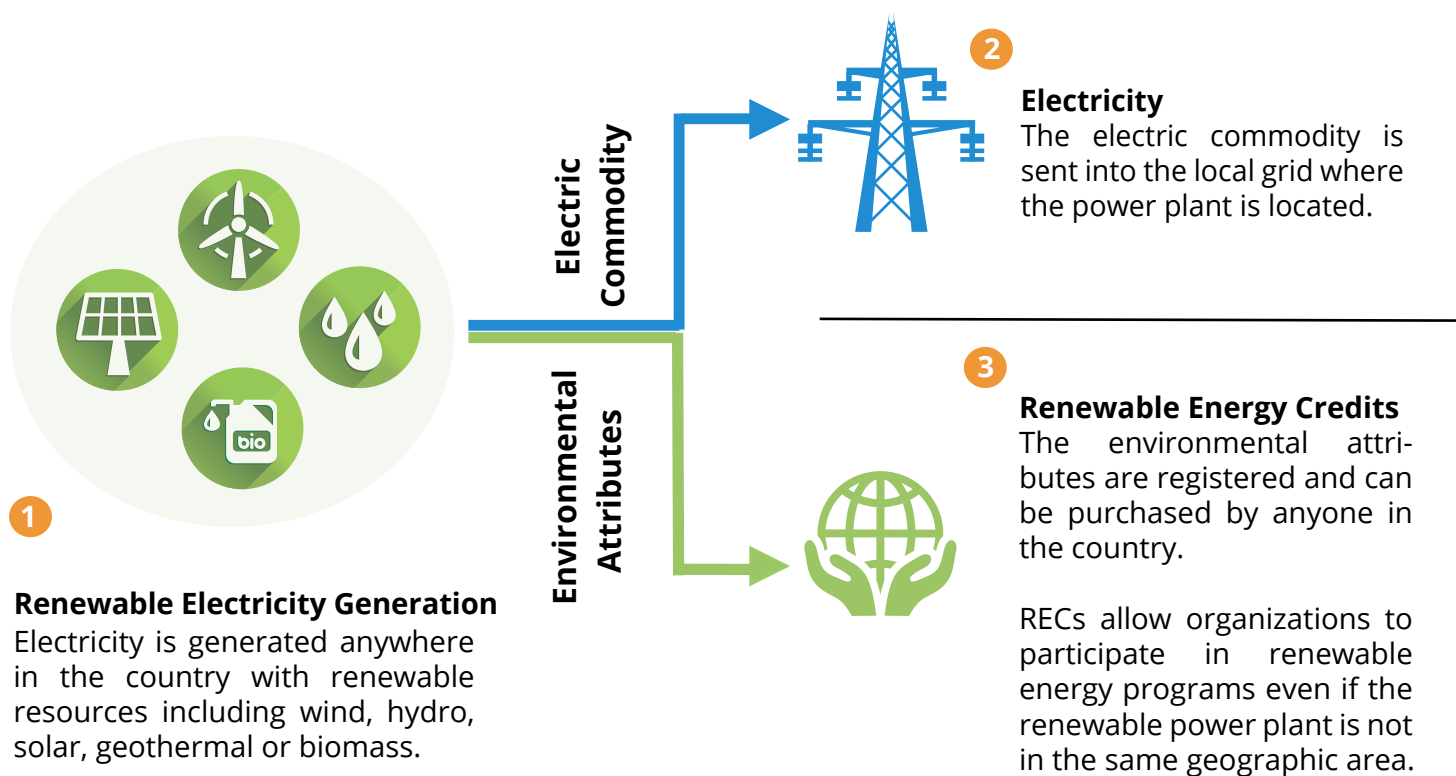 1
bio
Renewable Electricity Generation
Electricity is generated anywhere
in the country with renewable
resources including wind, hydro,
solar, geothermal or biomass.
Electric
Commodity
Environmental
Attributes
2
Electricity
The electric commodity is
sent into the local grid where
the power plant is located.
3
Renewable Energy Credits
The environmental attri-
butes are registered and can
be purchased by anyone in
the country.
RECs allow organizations to
participate in renewable
energy programs even if the
renewable power plant is not
in the same geographic area.